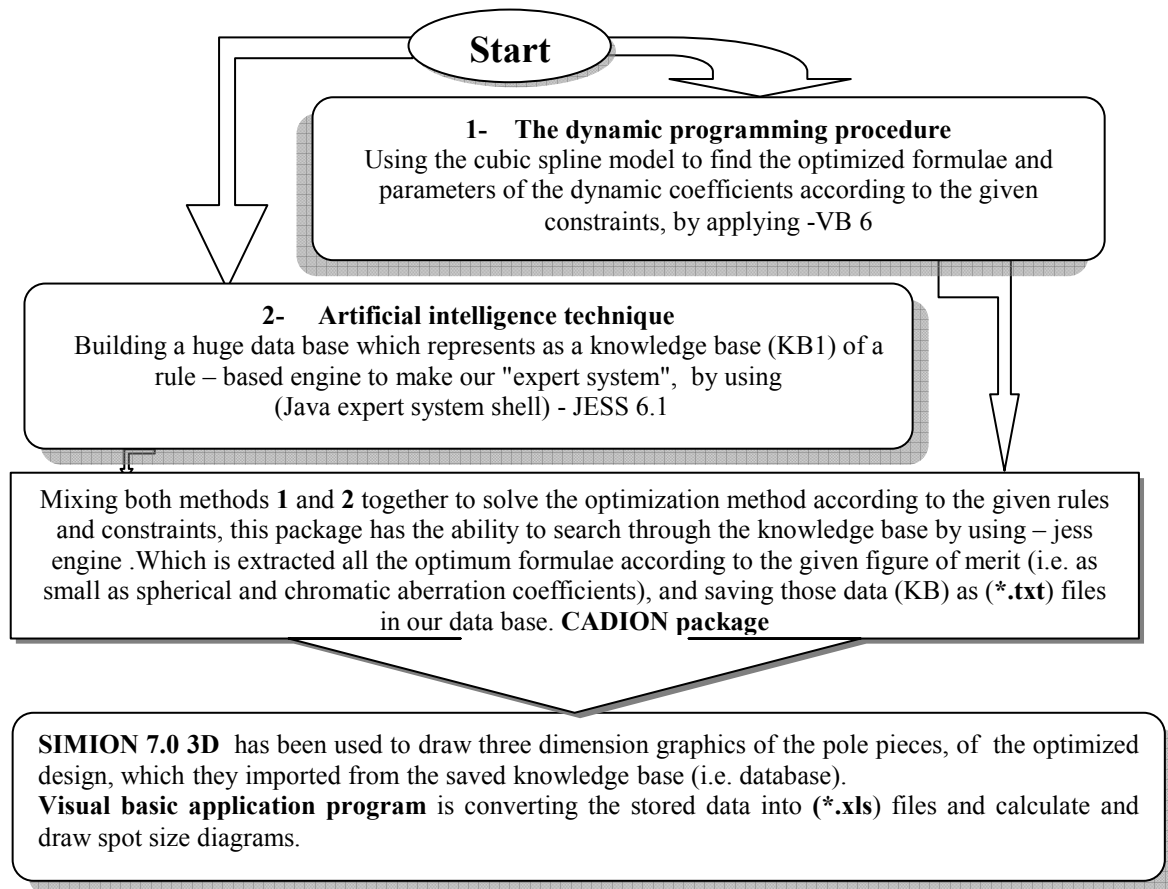 Start
1- The dynamic programming procedure
Using the cubic spline model to find the optimized formulae and
parameters of the dynamic coefficients according to the given
constraints, by applying -VB 6
2- Artificial intelligence technique
Building a huge data base which represents as a knowledge base (KB1) of a
rule – based engine to make our "expert system", by using
(Java expert system shell) - JESS 6.1
Mixing both methods 1 and 2 together to solve the optimization method according to the given rules
and constraints, this package has the ability to search through the knowledge base by using – jess
engine .Which is extracted all the optimum formulae according to the given figure of merit (i.e. as
small as spherical and chromatic aberration coefficients), and saving those data (KB) as (*.txt) files
in our data base. CADION package
SIMION 7.0 3D has been used to draw three dimension graphics of the pole pieces, of the optimized
design, which they imported from the saved knowledge base (i.e. database).
Visual basic application program is converting the stored data into (*.xls) files and calculate and
draw spot size diagrams.